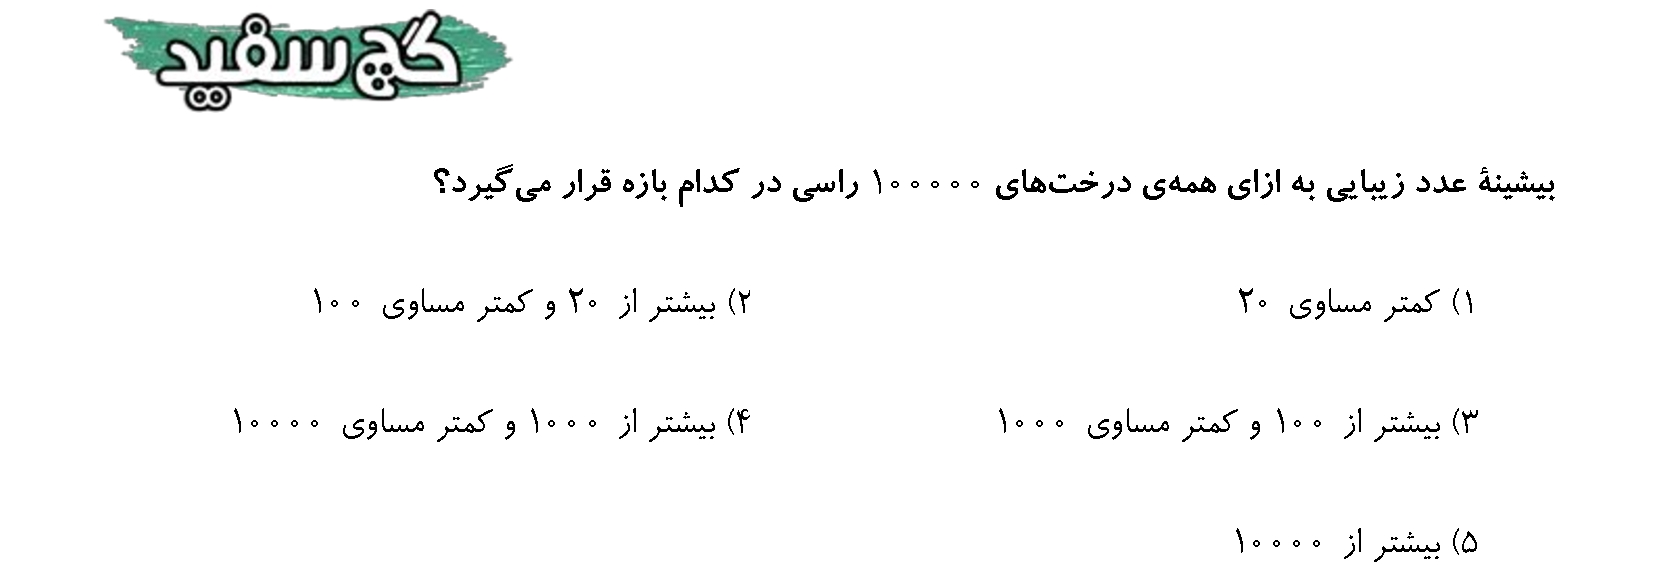 گچ سفید
بیشینهٔ عدد زیبایی به ازای همه‌ی درخت‌های ۱۰۰۰۰۰ راسی در کدام بازه قرار می‌گیرد؟
۱) کمتر مساوی ۲۰
۲) بیشتر از ۲۰ و کمتر مساوی ۱۰۰
۳) بیشتر از ۱۰۰ و کمتر مساوی ۱۰۰۰
۴) بیشتر از ۱۰۰۰ و کمتر مساوی ۱۰۰۰۰
۵) بیشتر از ۱۰۰۰۰